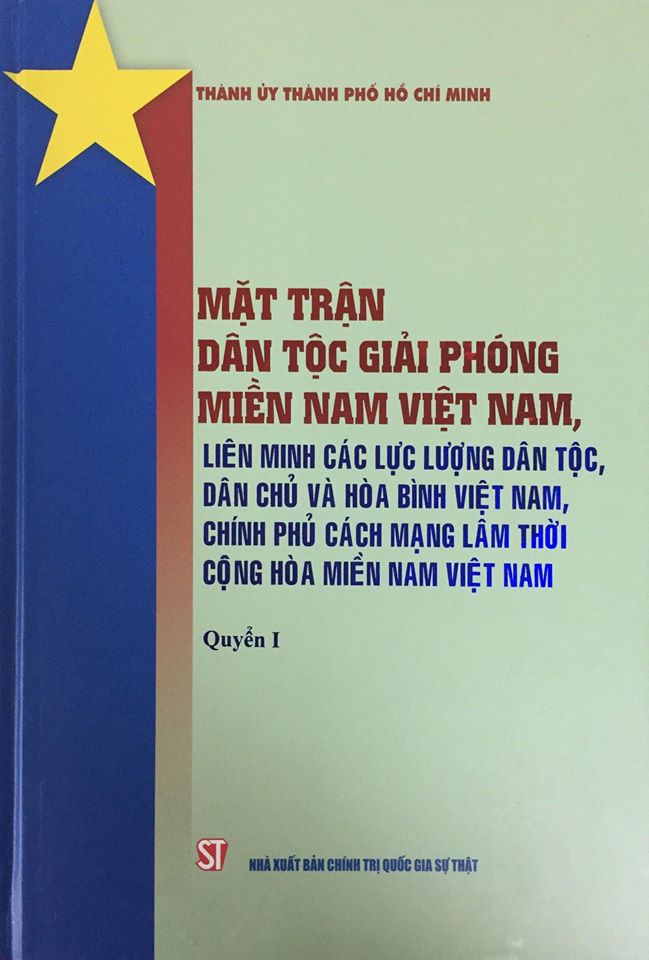 THÀNH ỦY THÀNH PHỐ HỒ CHÍ MINH
MẶT TRẬN
DÂN TỘC GIẢI PHÓNG
MIỀN NAM VIỆT NAM,
LIÊN MINH CÁC LỰC LƯỢNG DÂN TỘC,
DÂN CHỦ VÀ HÒA BÌNH VIỆT NAM,
CHÍNH PHỦ CÁCH MẠNG LÂM THỜI
CỘNG HÒA MIỀN NAM VIỆT NAM
Quyển I
ST NHÀ XUẤT BẢN CHÍNH TRỊ QUỐC GIA SỰ THẬT